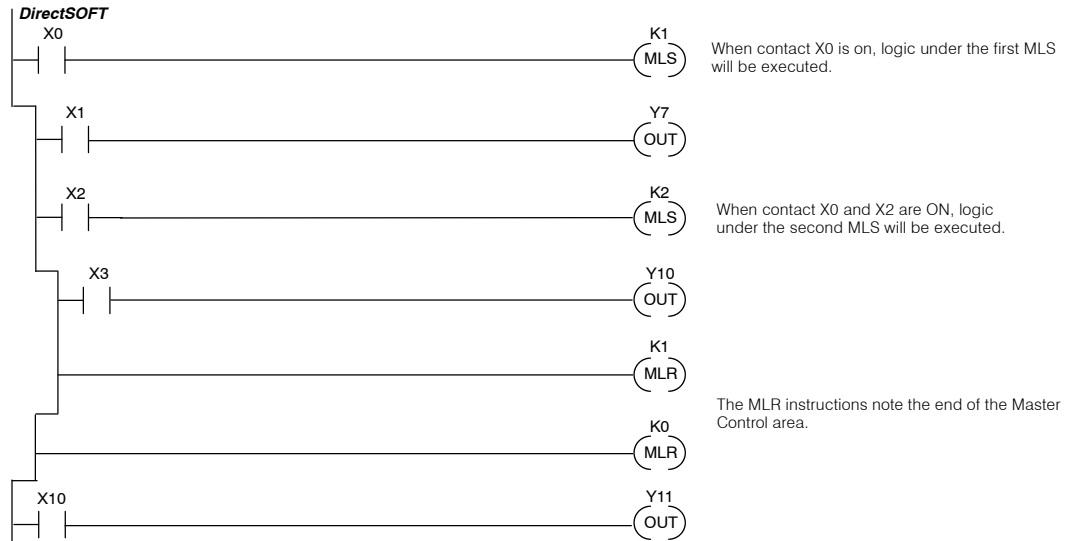 DirectSOFT
X0
K1
MLS
When contact X0 is on, logic under the first MLS
will be executed.
X1
Y7
OUT
X2
K2
MLS
When contact X0 and X2 are ON, logic
under the second MLS will be executed.
X3
Y10
OUT
K1
MLR
The MLR instructions note the end of the Master
Control area.
K0
MLR
X10
Y11
OUT